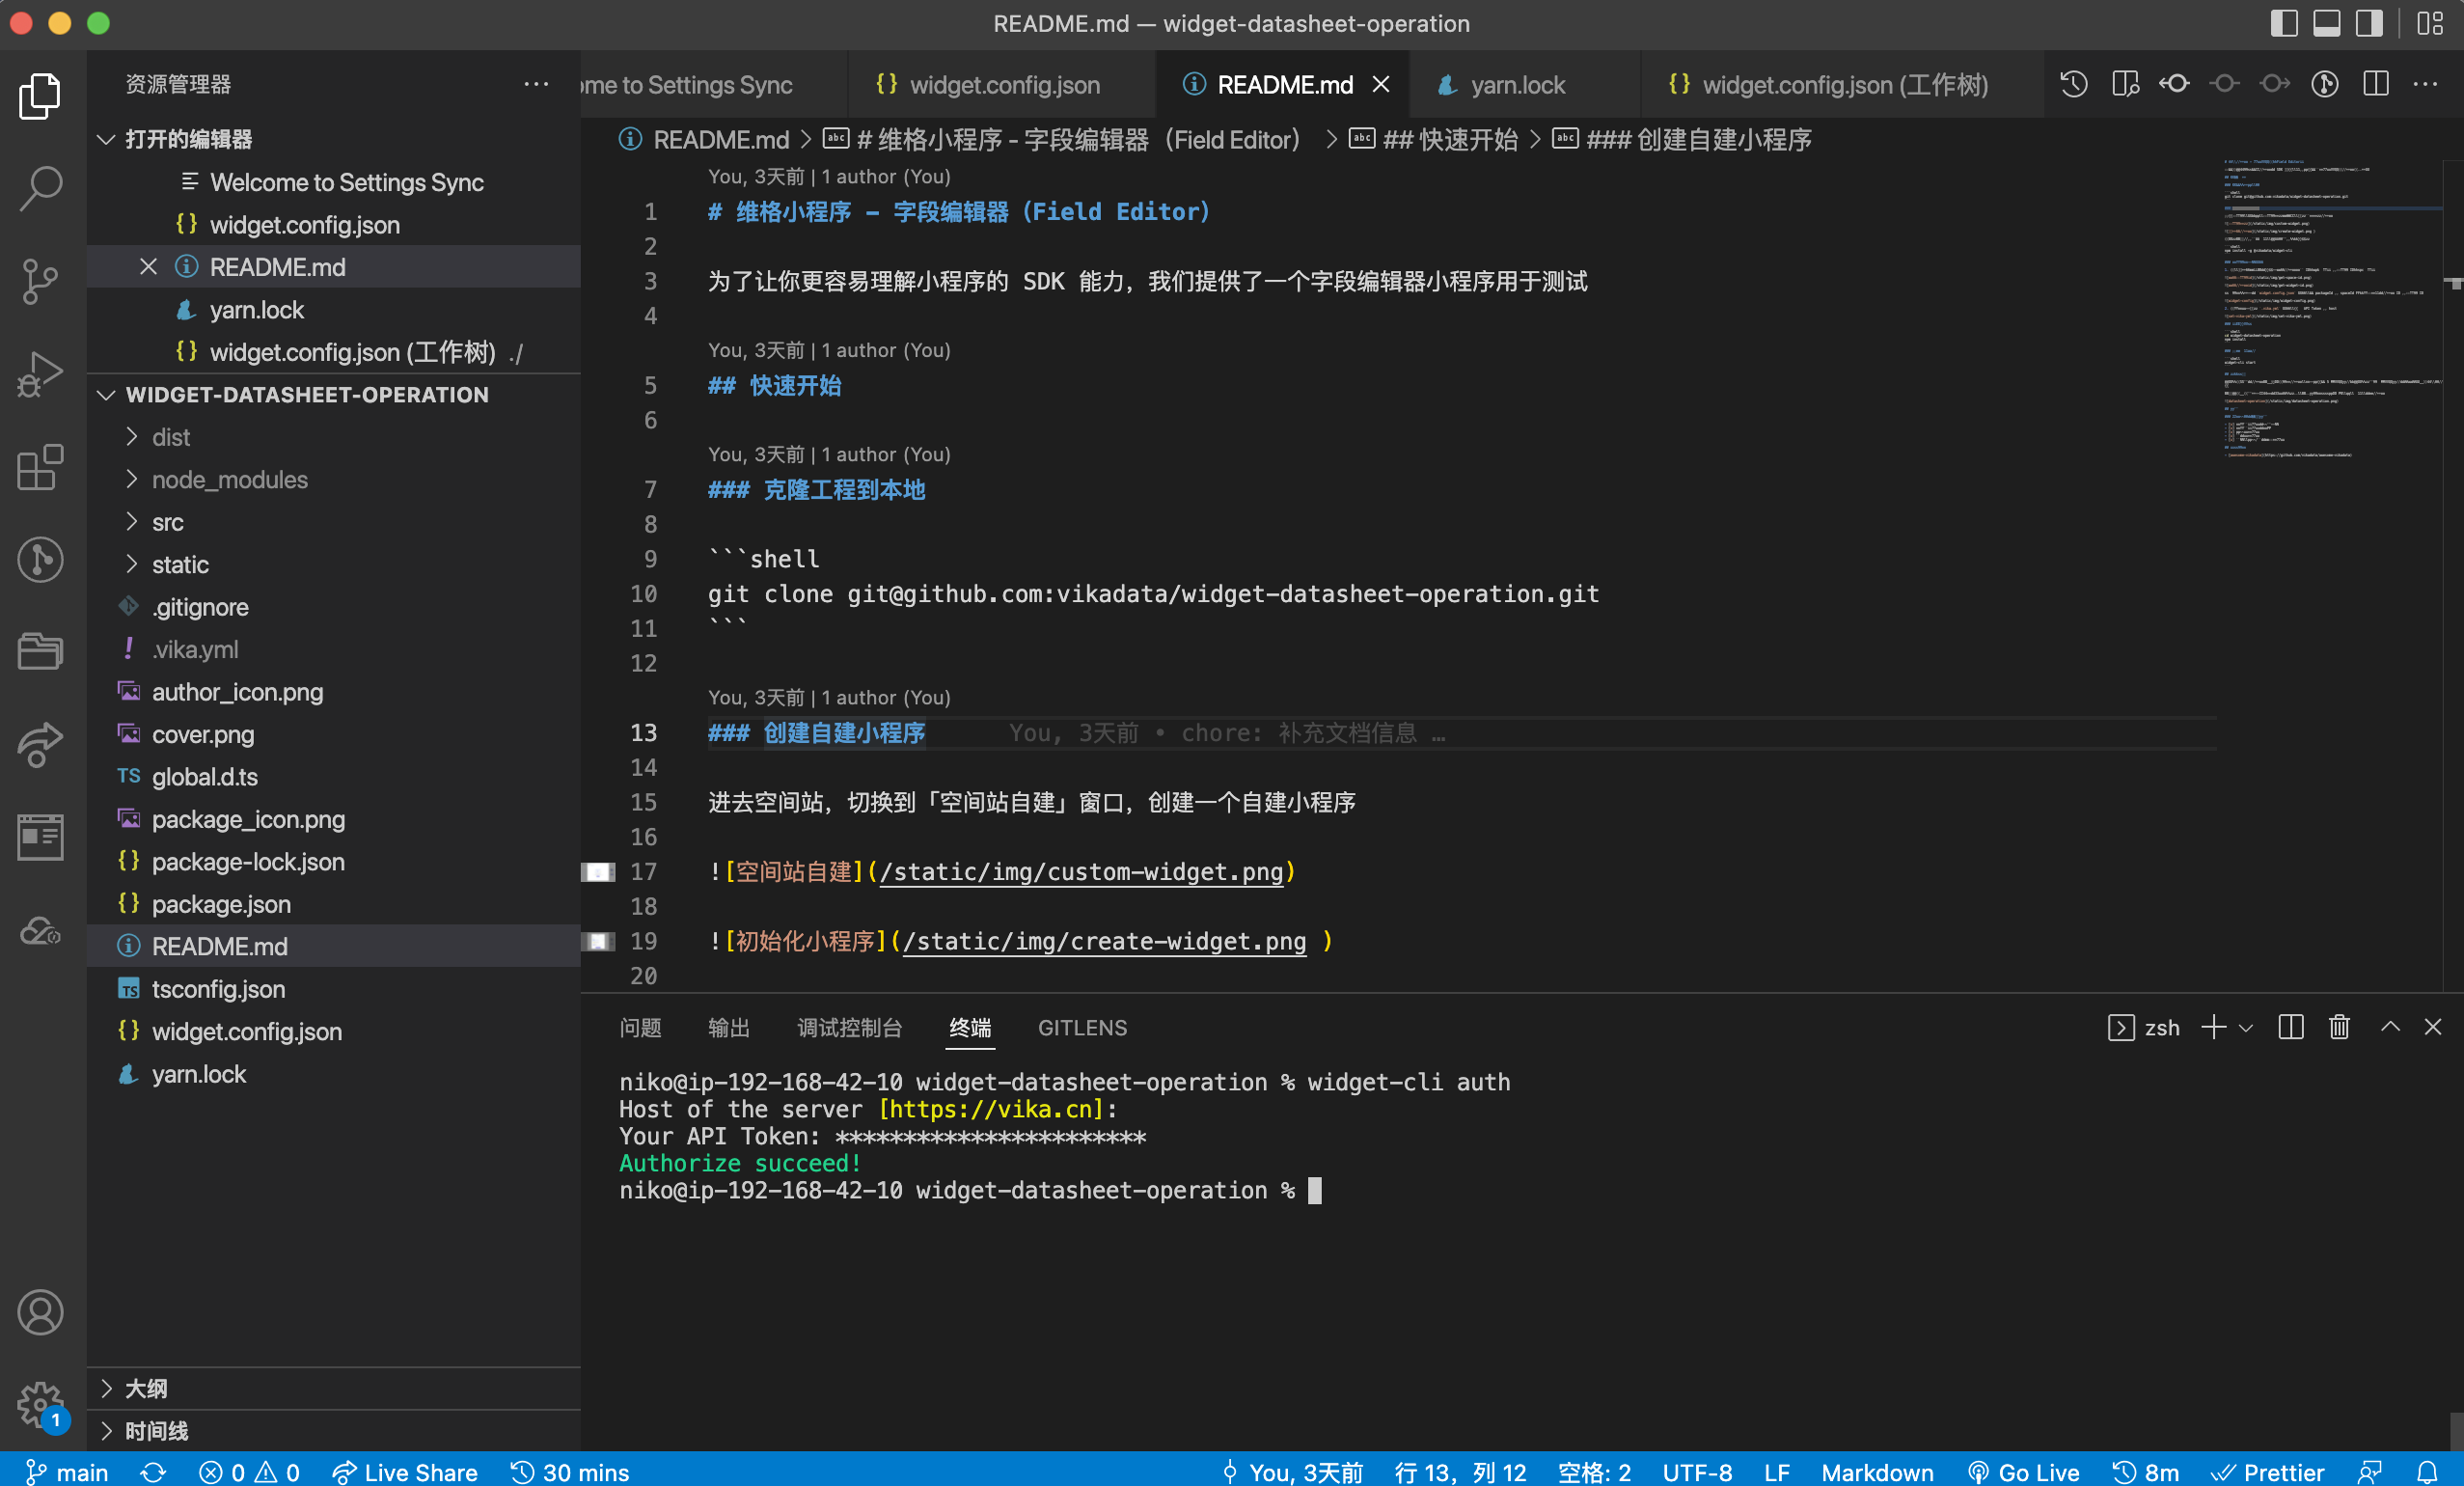 README.md — widget-datasheet-operation
资源管理器
打开的编辑器
Welcome to Settings Sync
{} widget.config.json
README.md
yarn.lock
{} widget.config.json (工作树) ./
WIDGET-DATASHEET-OPERATION
dist
node_modules
src
static
.gitignore
! .vika.yml
author_icon.png
cover.png
TS global.d.ts
package_icon.png
{} package-lock.json
{} package.json
README.md
TS tsconfig.json
{} widget.config.json
yarn.lock
大纲
时间线
1
ome to Settings Sync
{} widget.config.json
README.md
yarn.lock
{} widget.config.json (工作树)
README.md > abc # 维格小程序 - 字段编辑器（Field Editor） > abc ## 快速开始 > abc ### 创建自建小程序
You, 3天前 | 1 author (You)
1 # 维格小程序 - 字段编辑器（Field Editor）
2
3 为了让你更容易理解小程序的 SDK 能力，我们提供了一个字段编辑器小程序用于测试
4
You, 3天前 | 1 author (You)
5 ## 快速开始
6
You, 3天前 | 1 author (You)
7 ### 克隆工程到本地
8
9 ```shell
10 git clone git@github.com:vikadata/widget-datasheet-operation.git
11 ```
12
You, 3天前 | 1 author (You)
13 ### 创建自建小程序 You, 3天前 • chore: 补充文档信息 …
14
15 进去空间站，切换到「空间站自建」窗口，创建一个自建小程序
16
17 ![空间站自建](/static/img/custom-widget.png)
18
19 ![初始化小程序](/static/img/create-widget.png )
20
问题 输出 调试控制台 终端 GITLENS
zsh
niko@ip-192-168-42-10 widget-datasheet-operation % widget-cli auth
Host of the server [https://vika.cn]:
Your API Token: ***********************
Authorize succeed!
niko@ip-192-168-42-10 widget-datasheet-operation %
main 0 0 Live Share 30 mins You, 3天前 行 13，列 12 空格: 2 UTF-8 LF Markdown Go Live 8m Prettier